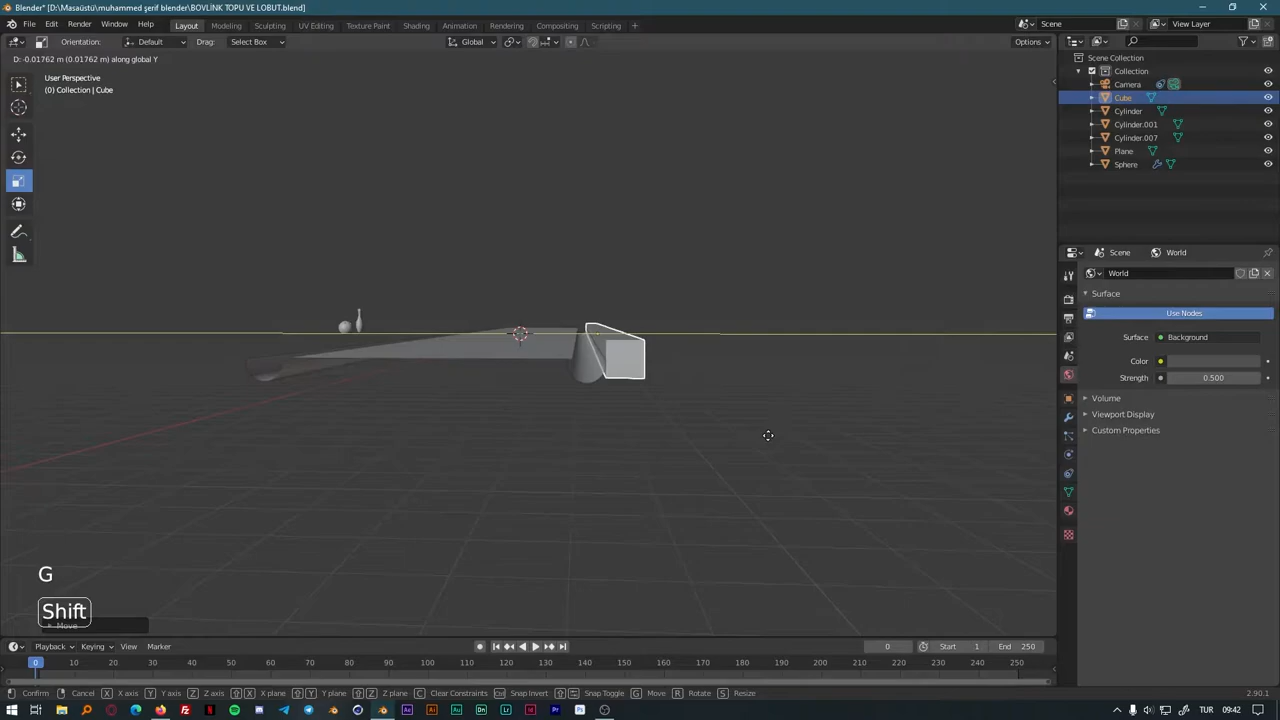 Blender* [D:\Masaüstü\muhammed şerif blender\BOVLİNK TOPU VE LOBUT.blend]
File Edit Render Window Help Layout Modeling Sculpting UV Editing Texture Paint Shading Animation Rendering Compositing Scripting + Scene View Layer
Orientation: Default Drag: Select Box Global Options
D: -0.01762 m (0.01762 m) along global Y
User Perspective
(0) Collection | Cube
Scene Collection
Collection
Camera
Cube
Cylinder
Cylinder.001
Cylinder.007
Plane
Sphere
Scene World
World
Surface
Use Nodes
Surface Background
Color
Strength 0.500
Volume
Viewport Display
Custom Properties
G
Shift
Move
Playback Keying View Marker 0 Start 1 End 250
0 10 20 30 40 50 60 70 80 90 100 110 120 130 140 150 160 170 180 190 200 210 220 230 240 250
Confirm Cancel X X axis Y Y axis Z Z axis X X plane Y Y plane Z Z plane C Clear Constraints Snap Invert Snap Toggle G Move R Rotate S Resize 2.90.1
TUR 09:42